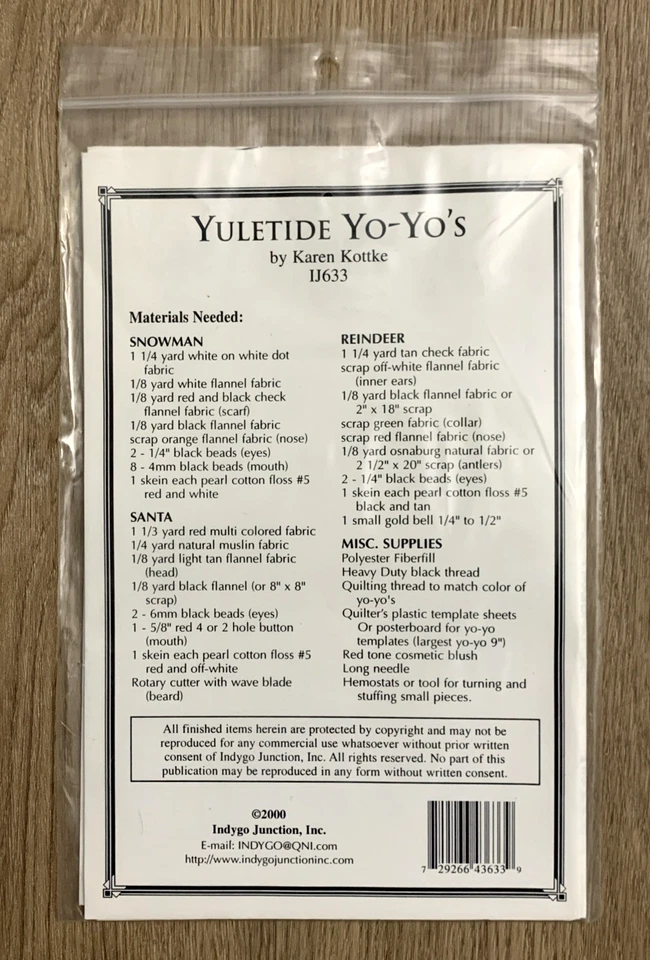 YULETIDE YO-YO'S
by Karen Kottke
IJ633
Materials Needed:
SNOWMAN
1 1/4 yard white on white dot
fabric
1/8 yard white flannel fabric
1/8 yard red and black check
flannel fabric (scarf)
1/8 yard black flannel fabric
scrap orange flannel fabric (nose)
2 - 1/4" black beads (eyes)
8 - 4mm black beads (mouth)
1 skein each pearl cotton floss #5
red and white
SANTA
1 1/3 yard red multi colored fabric
1/4 yard natural muslin fabric
1/8 yard light tan flannel fabric
(head)
1/8 yard black flannel (or 8" x 8"
scrap)
2 - 6mm black beads (eyes)
1 - 5/8" red 4 or 2 hole button
(mouth)
1 skein each pearl cotton floss #5
red and off-white
Rotary cutter with wave blade
(beard)
REINDEER
1 1/4 yard tan check fabric
scrap off-white flannel fabric
(inner ears)
1/8 yard black flannel fabric or
2" x 18" scrap
scrap green fabric (collar)
scrap red flannel fabric (nose)
1/8 yard osnaburg natural fabric or
2 1/2" x 20" scrap (antlers)
2 - 1/4" black beads (eyes)
1 skein each pearl cotton floss #5
black and tan
1 small gold bell 1/4" to 1/2"
MISC. SUPPLIES
Polyester Fiberfill
Heavy Duty black thread
Quilting thread to match color of
yo-yo's
Quilter's plastic template sheets
Or posterboard for yo-yo
templates (largest yo-yo 9")
Red tone cosmetic blush
Long needle
Hemostats or tool for turning and
stuffing small pieces.
All finished items herein are protected by copyright and may not be
reproduced for any commercial use whatsoever without prior written
consent of Indygo Junction, Inc. All rights reserved. No part of this
publication may be reproduced in any form without written consent.
©2000
Indygo Junction, Inc.
E-mail: INDYGO@QNI.com
http://www.indygojunctioninc.com
7 29266 43633 9